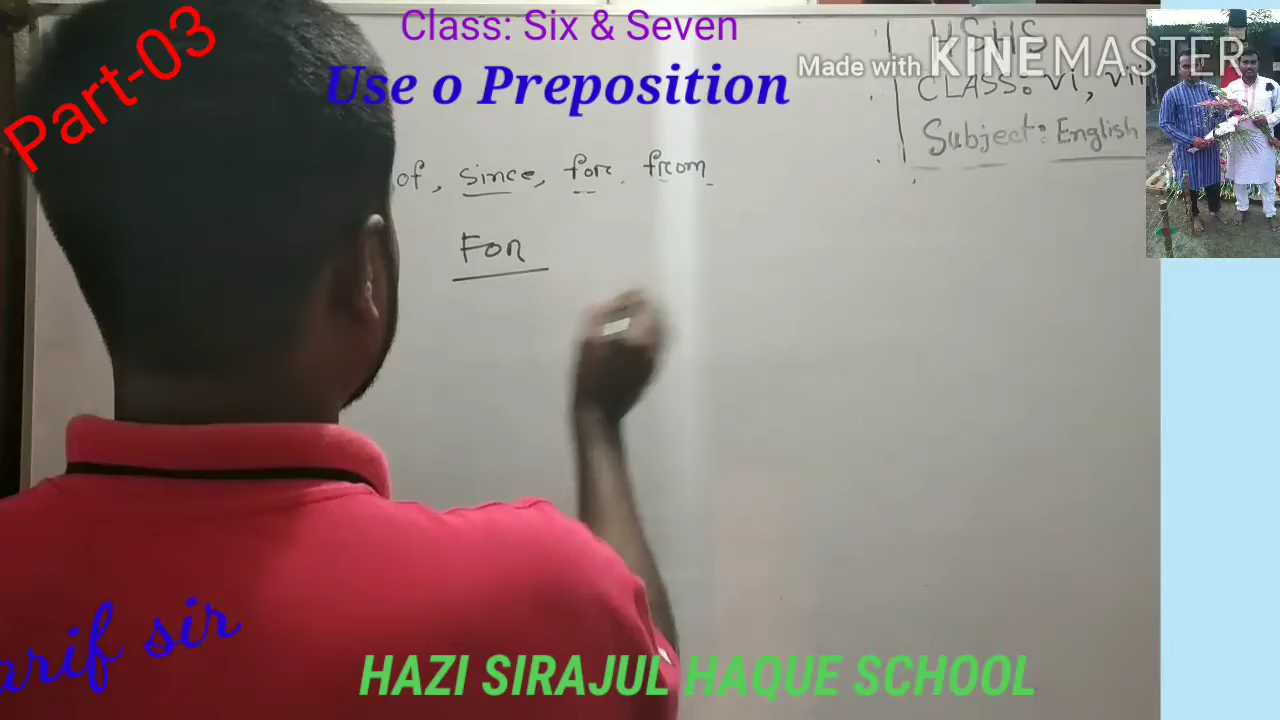 Class: Six & Seven
Part-03
Use o Preposition
Made with KINEMASTER
HSHS
CLASS: VI, VII
Subject: English
of, since, for, from
For
arif sir
HAZI SIRAJUL HAQUE SCHOOL